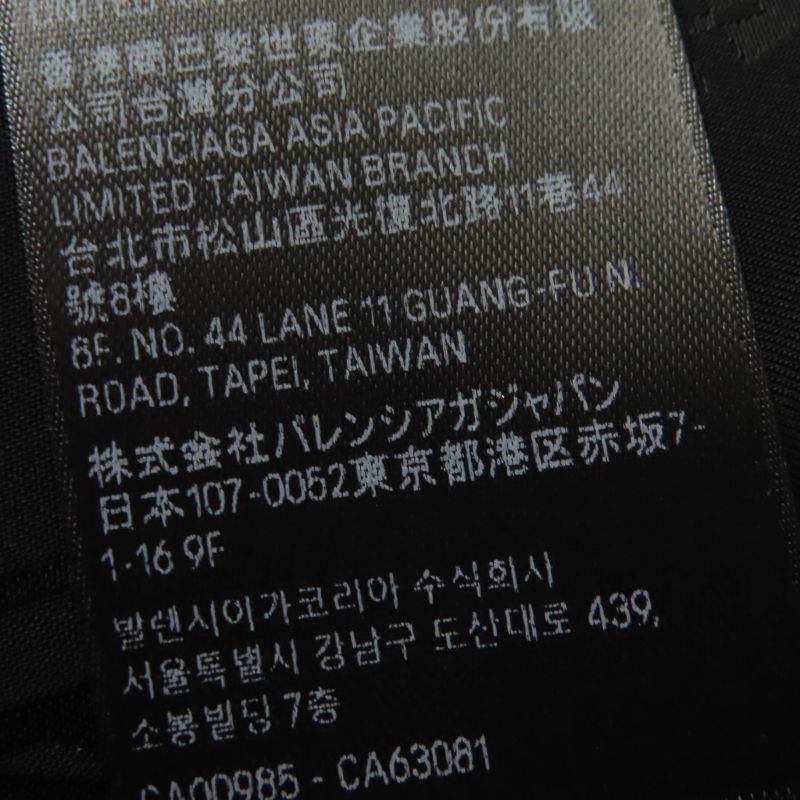 UNITED
香港商巴黎世家企業股份有限
公司台灣分公司
BALENCIAGA ASIA PACIFIC
LIMITED TAIWAN BRANCH
台北市松山區光復北路11巷44
號8樓
8F. NO. 44 LANE 11 GUANG-FU N.
ROAD, TAPEI, TAIWAN
株式会社バレンシアガジャパン
日本107-0052東京都港区赤坂7-
1-16 9F
발렌시아가코리아 수식회사
서울특별시 강남구 도산대로 439,
소봉빌딩 7층
CA00985 - CA63081